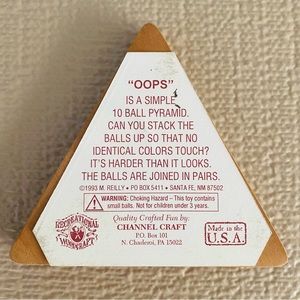 "OOPS"
IS A SIMPLE
10 BALL PYRAMID.
CAN YOU STACK THE
BALLS UP SO THAT NO
IDENTICAL COLORS TOUCH?
IT'S HARDER THAN IT LOOKS.
THE BALLS ARE JOINED IN PAIRS.
©1993 M. REILLY • PO BOX 5411 • SANTA FE, NM 87502
WARNING: Choking Hazard – This toy contains
small balls. Not for children under 3 years.
RECREATIONAL
WOODCRAFT
Quality Crafted Fun by:
CHANNEL CRAFT
P.O. Box 101
N. Charleroi, PA 15022
Made in the
U.S.A.